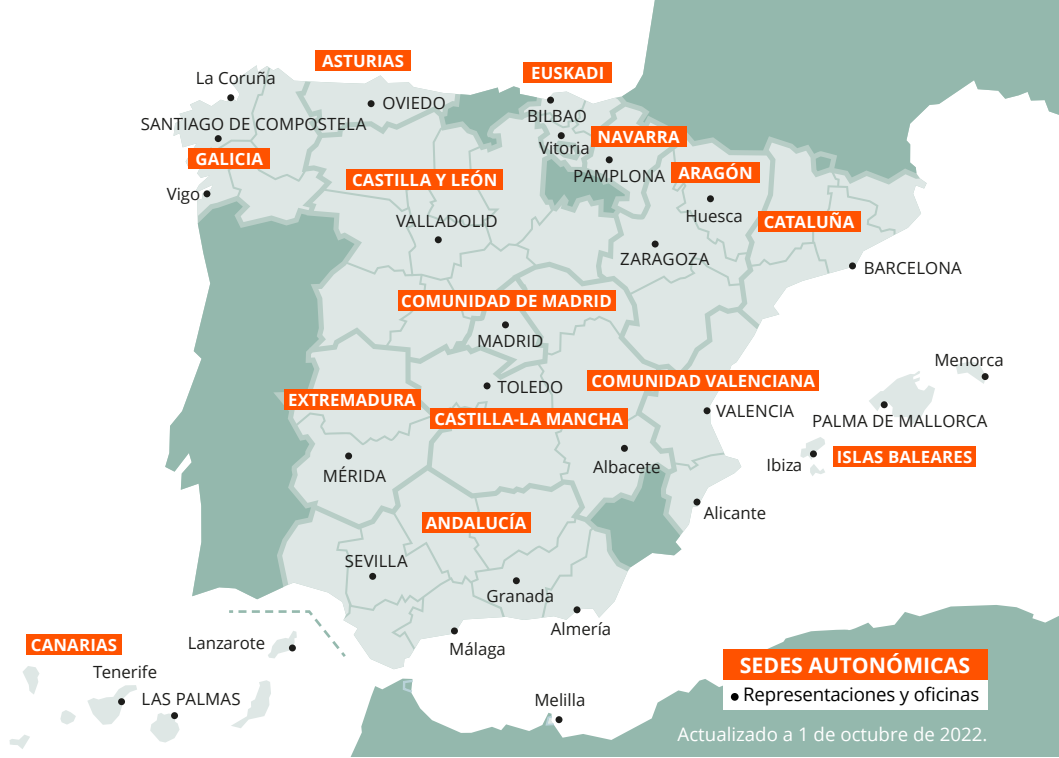 ASTURIAS
EUSKADI
La Coruña
OVIEDO
BILBAO
SANTIAGO DE COMPOSTELA
NAVARRA
Vitoria
GALICIA
PAMPLONA
ARAGÓN
CASTILLA Y LEÓN
Vigo
Huesca
VALLADOLID
CATALUÑA
ZARAGOZA
BARCELONA
COMUNIDAD DE MADRID
MADRID
Menorca
COMUNIDAD VALENCIANA
TOLEDO
EXTREMADURA
VALENCIA
CASTILLA-LA MANCHA
PALMA DE MALLORCA
ISLAS BALEARES
Ibiza
Albacete
MÉRIDA
Alicante
ANDALUCÍA
SEVILLA
Granada
Almería
CANARIAS
Lanzarote
Málaga
Tenerife
LAS PALMAS
Melilla
SEDES AUTONÓMICAS
Representaciones y oficinas
Actualizado a 1 de octubre de 2022.